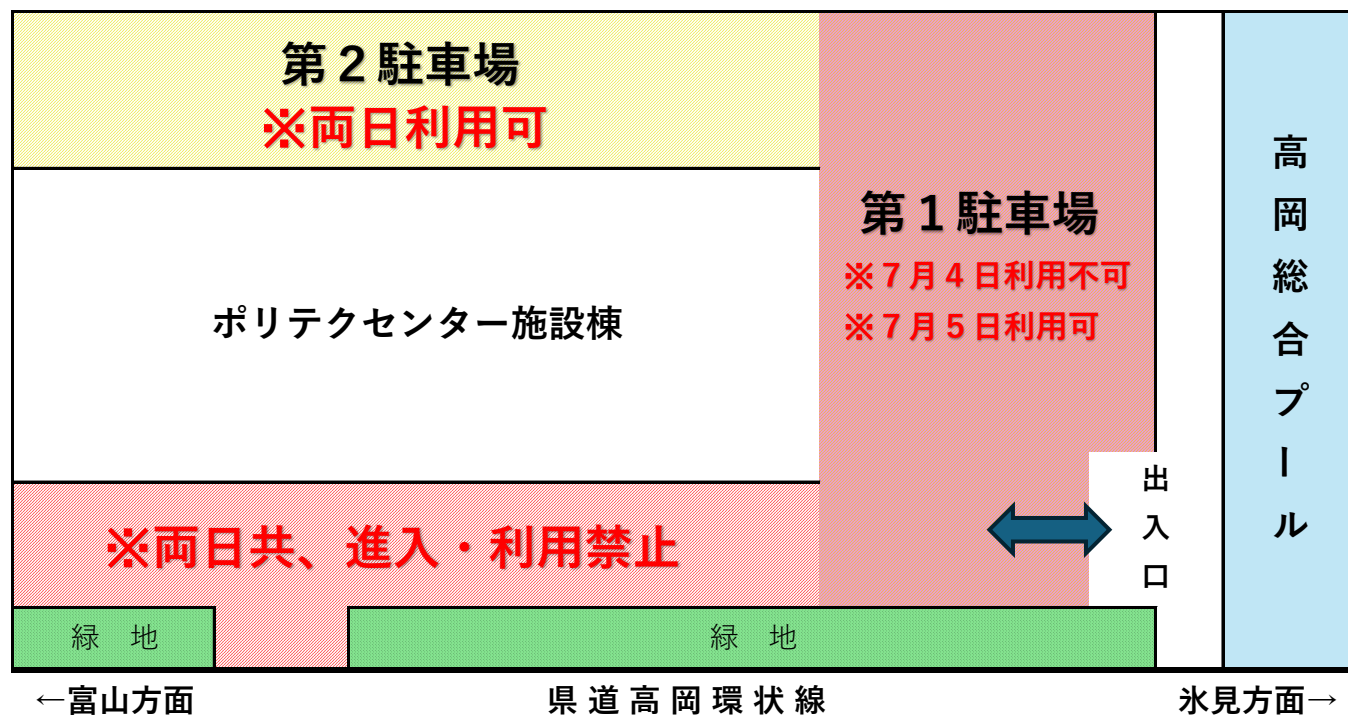 第２駐車場
※両日利用可
第１駐車場
※７月４日利用不可
※７月５日利用可
ポリテクセンター施設棟
※両日共、進入・利用禁止
出入口
高岡総合プール
緑　地
緑　地
←富山方面
県道高岡環状線
氷見方面→